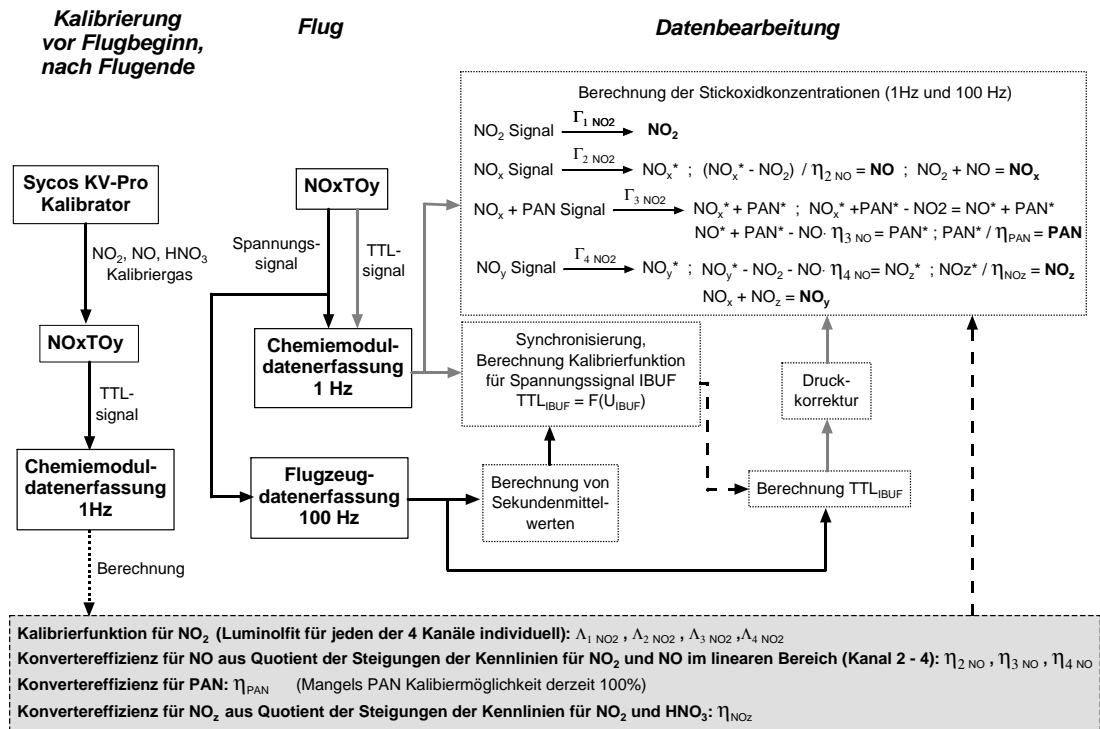 Kalibrierung
vor Flugbeginn,
nach Flugende
Flug
Datenbearbeitung
Sycos KV-Pro
Kalibrator
NO₂, NO, HNO₃
Kalibriergas
NOxTOy
TTL-
signal
Chemiemodul-
datenerfassung
1Hz
Berechnung
NOxTOy
Spannungs-
signal
TTL-
signal
Chemiemodul-
datenerfassung
1 Hz
Flugzeug-
datenerfassung
100 Hz
Berechnung der Stickoxidkonzentrationen (1Hz und 100 Hz)
NO₂ Signal Γ₁ NO2 NO₂
NOₓ Signal Γ₂ NO2 NOₓ* ; (NOₓ* - NO₂) / η₂ NO = NO ; NO₂ + NO = NOₓ
NOₓ + PAN Signal Γ₃ NO2 NOₓ* + PAN* ; NOₓ* +PAN* - NO2 = NO* + PAN*
NO* + PAN* - NO· η₃ NO = PAN* ; PAN* / ηPAN = PAN
NOy Signal Γ₄ NO2 NOy* ; NOy* - NO₂ - NO· η₄ NO = NOz* ; NOz* / ηNOz = NOz
NOₓ + NOz = NOy
Synchronisierung,
Berechnung Kalibrierfunktion
für Spannungssignal IBUF
TTLIBUF = F(UIBUF)
Druck-
korrektur
Berechnung von
Sekundenmittel-
werten
Berechnung TTLIBUF
Kalibrierfunktion für NO₂ (Luminolfit für jeden der 4 Kanäle individuell): Λ₁ NO2 , Λ₂ NO2 , Λ₃ NO2 ,Λ₄ NO2
Konvertereffizienz für NO aus Quotient der Steigungen der Kennlinien für NO₂ und NO im linearen Bereich (Kanal 2 - 4): η₂ NO , η₃ NO , η₄ NO
Konvertereffizienz für PAN: ηPAN (Mangels PAN Kalibiermöglichkeit derzeit 100%)
Konvertereffizienz für NOz aus Quotient der Steigungen der Kennlinien für NO₂ und HNO₃: ηNOz